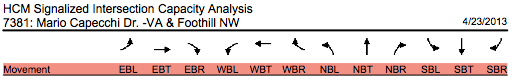 HCM Signalized Intersection Capacity Analysis
7381: Mario Capecchi Dr. -VA & Foothill NW 4/23/2013
Movement EBL EBT EBR WBL WBT WBR NBL NBT NBR SBL SBT SBR